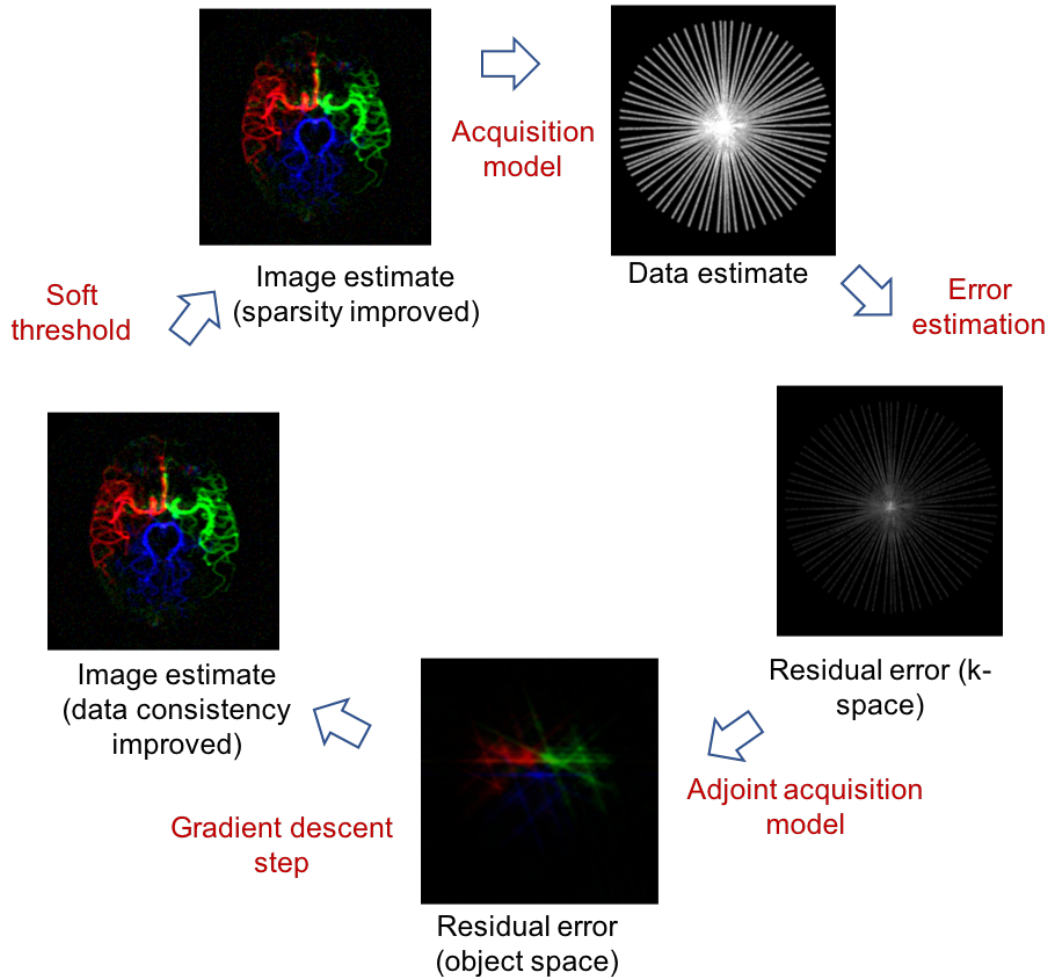 Acquisition
model
Image estimate
(sparsity improved)
Data estimate
Soft
threshold
Error
estimation
Image estimate
(data consistency
improved)
Residual error (k-
space)
Adjoint acquisition
model
Gradient descent
step
Residual error
(object space)